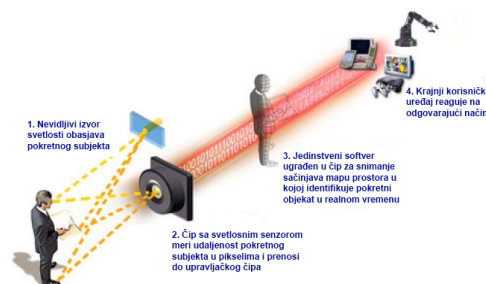 1. Nevidljivi izvor
svetlosti obasjava
pokretnog subjekta
2. Čip sa svetlosnim senzorom
meri udaljenost pokretnog
subjekta u pikselima i prenosi
do upravljačkog čipa
3. Jedinstveni softver
ugrađen u čip za snimanje
sačinjava mapu prostora u
kojoj identifikuje pokretni
objekat u realnom vremenu
4. Krajnji korisničk
uređaj reaguje na
odgovarajući način